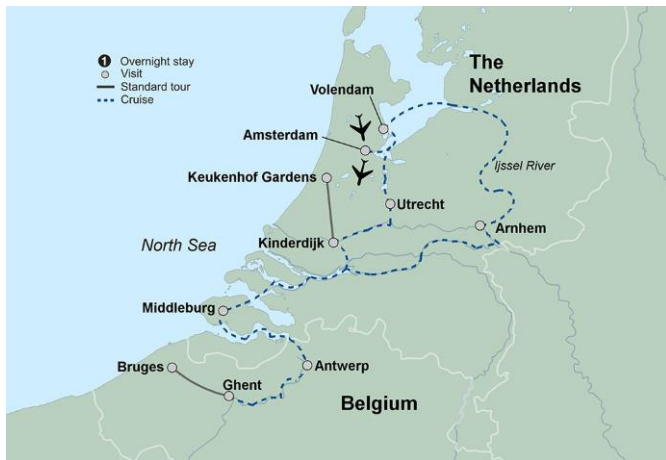 1 Overnight stay
Visit
Standard tour
Cruise
The
Netherlands
Volendam
Amsterdam
Keukenhof Gardens
Ijssel River
Utrecht
Arnhem
North Sea
Kinderdijk
Middleburg
Bruges
Antwerp
Ghent
Belgium